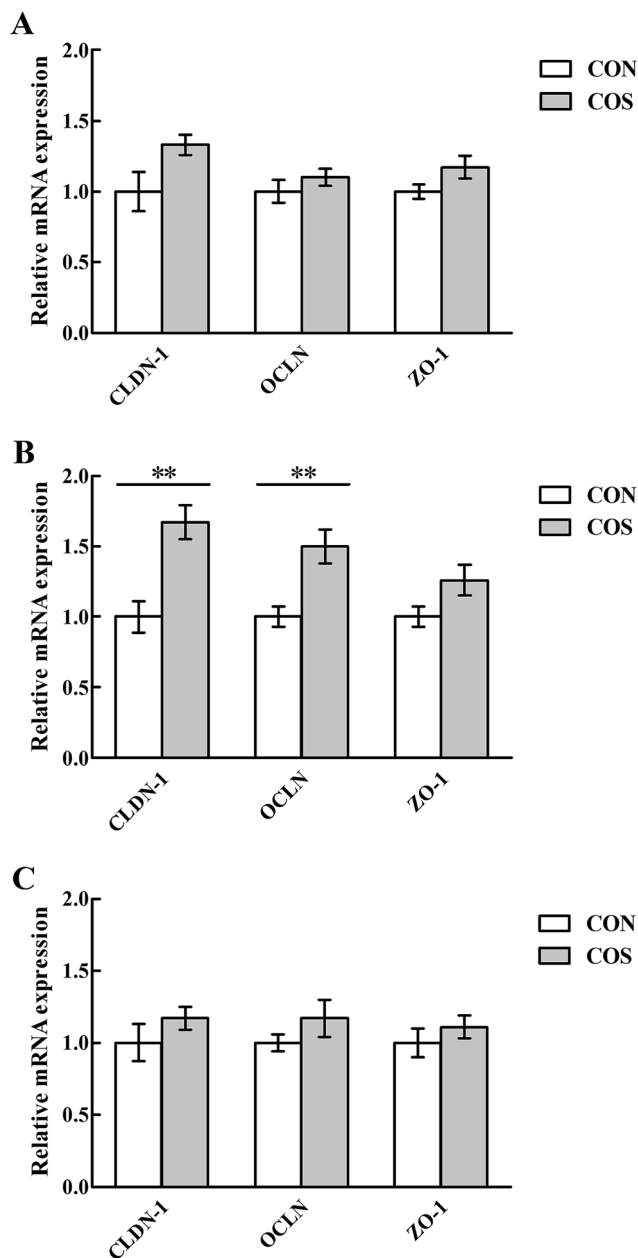 A
Relative mRNA expression
2.0
1.5
1.0
0.5
0.0
CLDN-1
OCLN
ZO-1
CON
COS
B
Relative mRNA expression
2.0
1.5
1.0
0.5
0.0
**
**
CLDN-1
OCLN
ZO-1
CON
COS
C
Relative mRNA expression
2.0
1.5
1.0
0.5
0.0
CLDN-1
OCLN
ZO-1
CON
COS